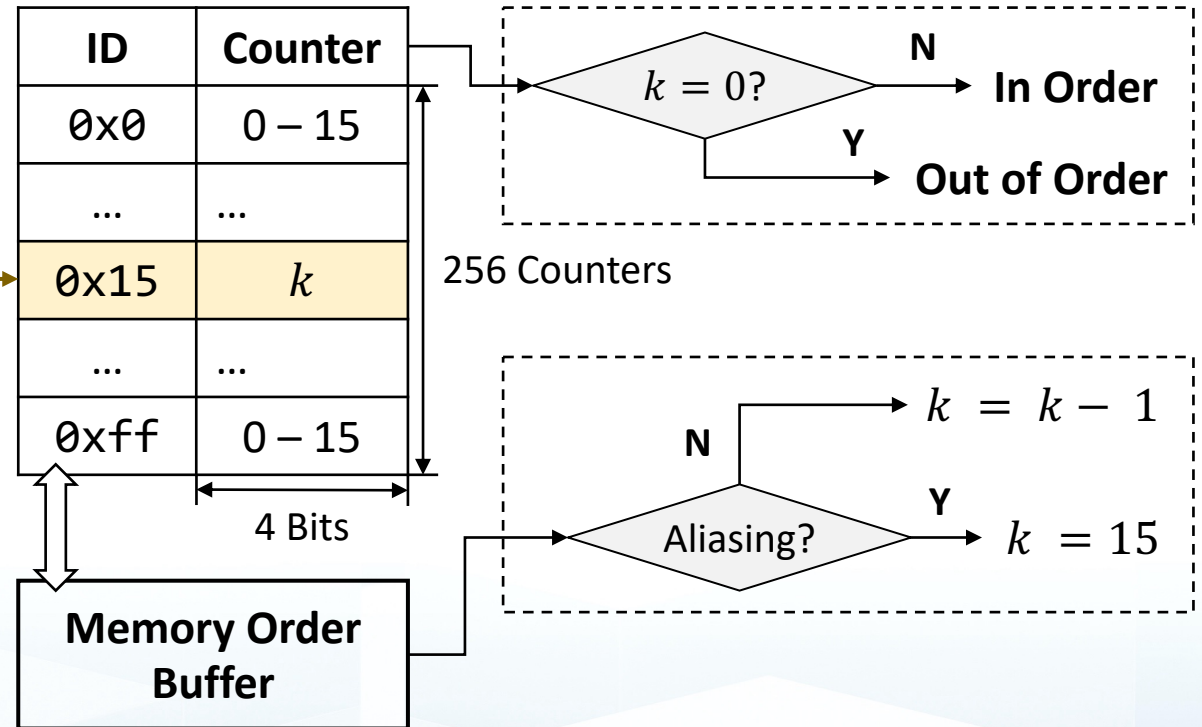 ID Counter
0x0 0 – 15
... ...
0x15 k
... ...
0xff 0 – 15
4 Bits
256 Counters
Memory Order
Buffer
k = 0?
N
In Order
Y
Out of Order
Aliasing?
N
k = k − 1
Y
k = 15